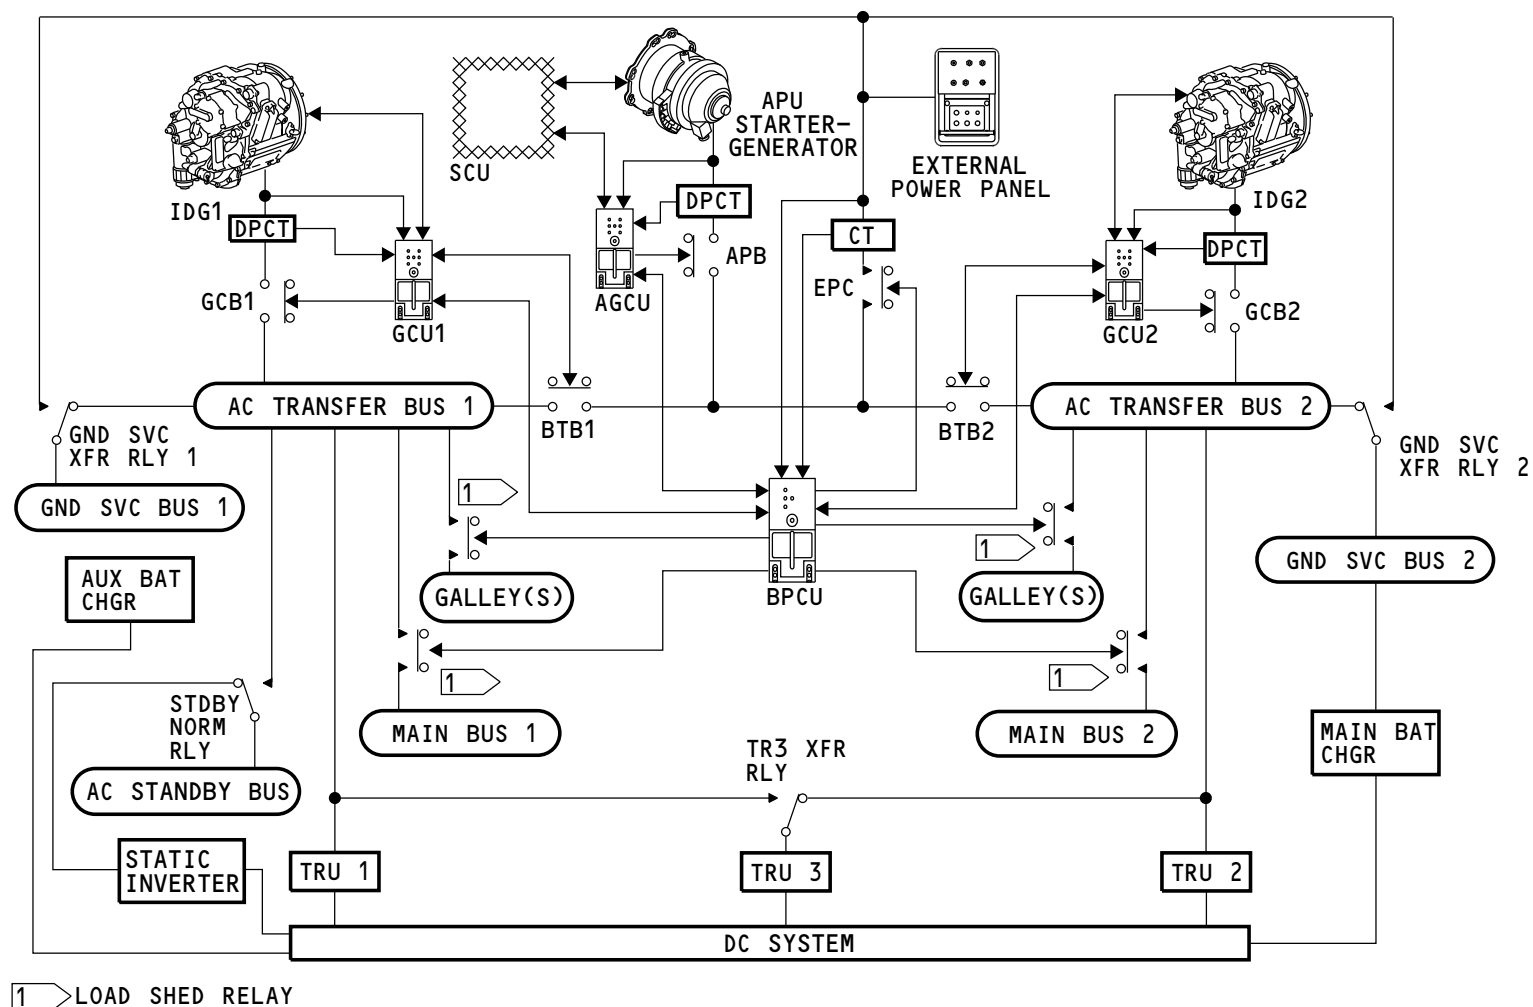 APU
STARTER-
GENERATOR
SCU
EXTERNAL
POWER PANEL
IDG1
DPCT
DPCT
IDG2
DPCT
CT
APB
GCB1
GCU1
AGCU
EPC
GCU2
GCB2
AC TRANSFER BUS 1
BTB1
BTB2
AC TRANSFER BUS 2
GND SVC
XFR RLY 1
GND SVC
XFR RLY 2
GND SVC BUS 1
1
1
GND SVC BUS 2
AUX BAT
CHGR
GALLEY(S)
BPCU
GALLEY(S)
1
1
STDBY
NORM
RLY
MAIN BUS 1
MAIN BUS 2
MAIN BAT
CHGR
TR3 XFR
RLY
AC STANDBY BUS
STATIC
INVERTER
TRU 1
TRU 3
TRU 2
DC SYSTEM
1 LOAD SHED RELAY